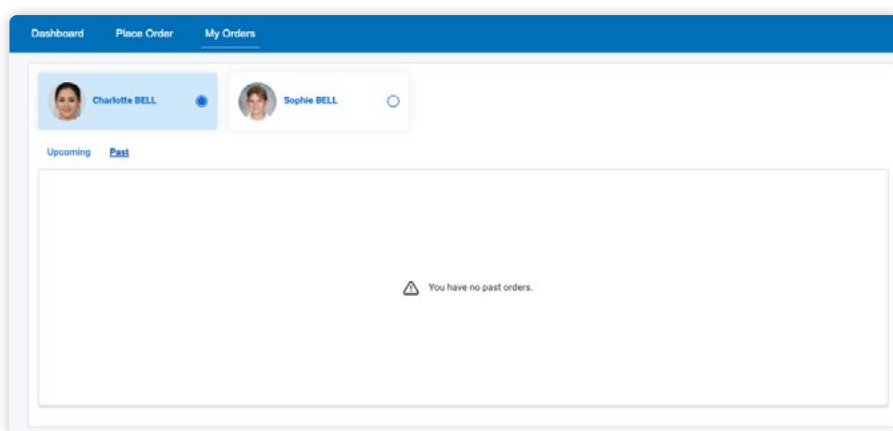 Dashboard Place Order My Orders
Charlotte BELL Sophie BELL
Upcoming Past
You have no past orders.